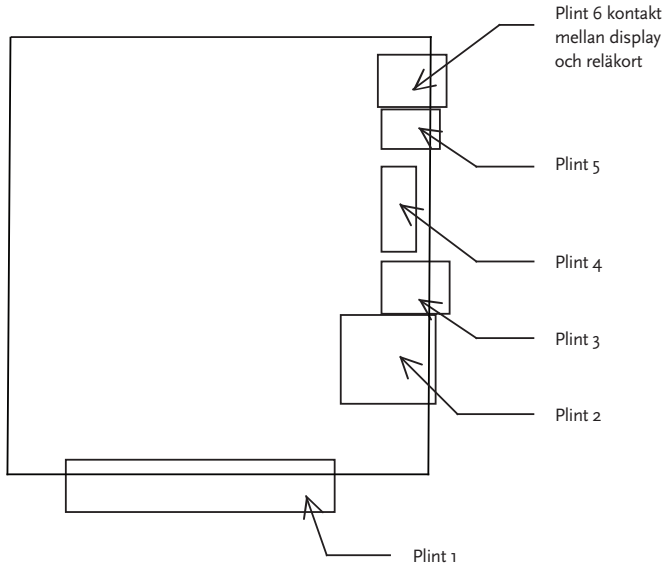 Plint 6 kontakt
mellan display
och reläkort
Plint 5
Plint 4
Plint 3
Plint 2
Plint 1